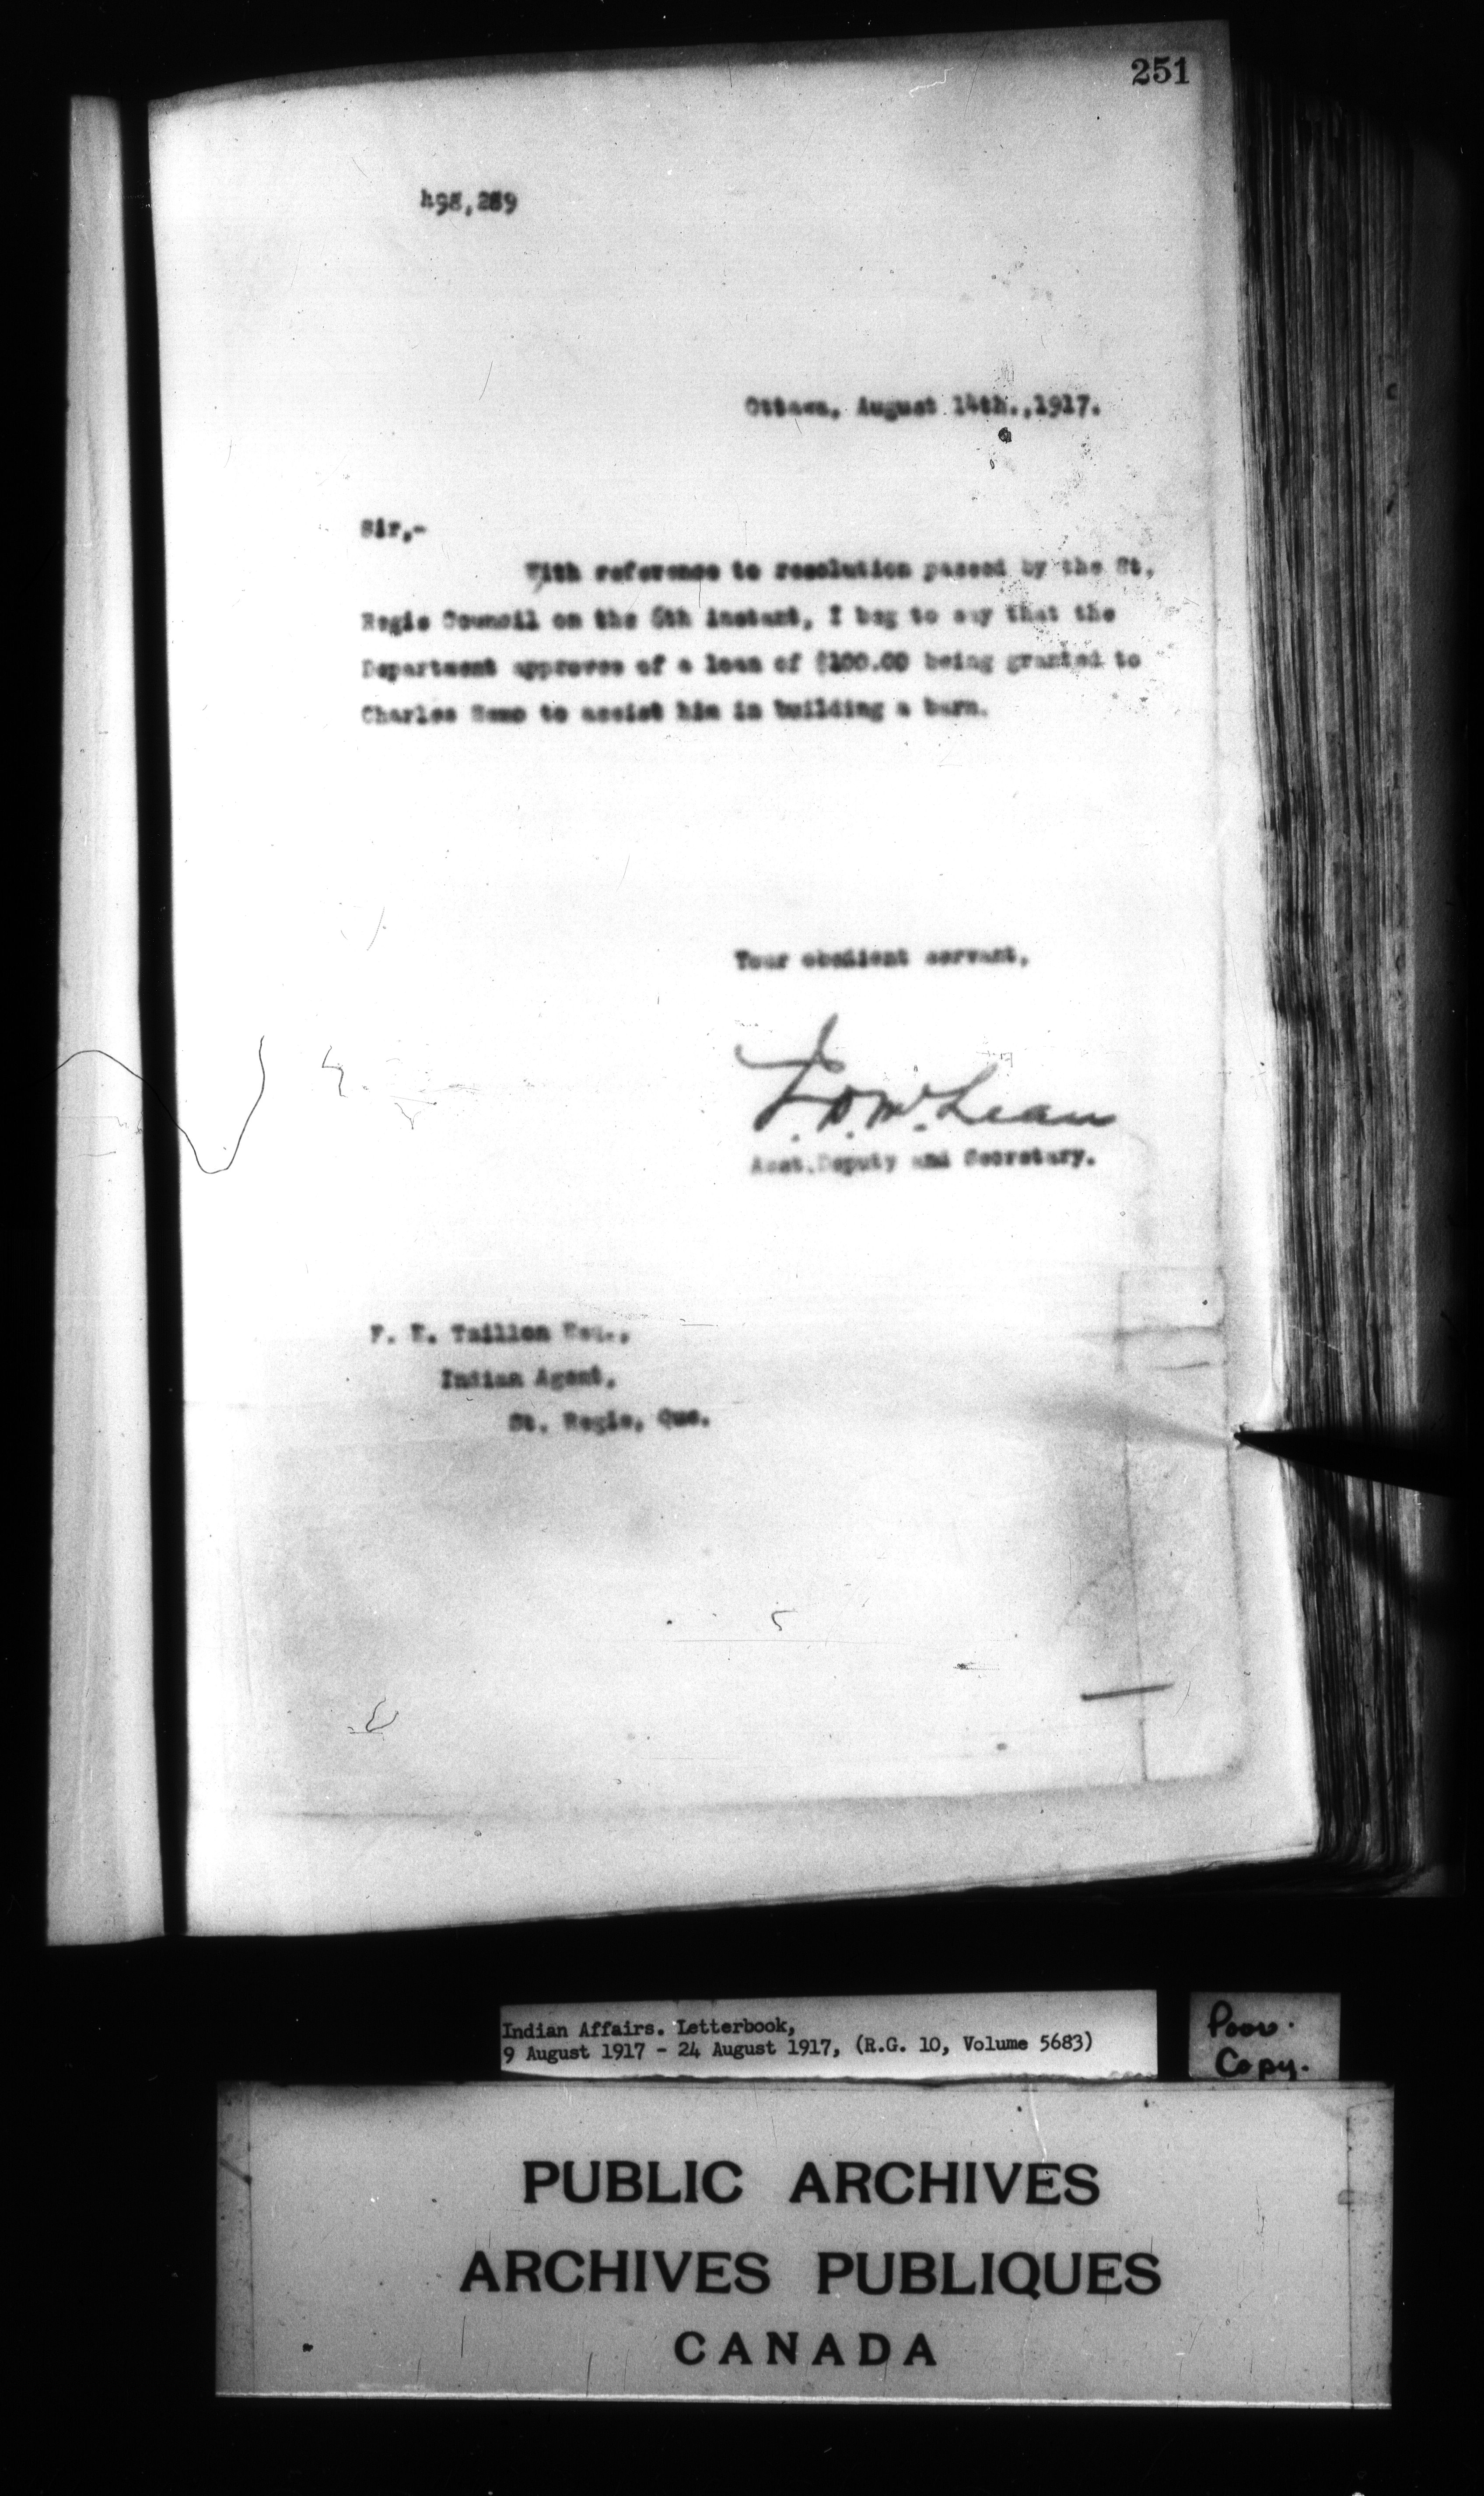 251
498,289
Ottawa, August 14th.,1917.
Sir,-
With reference to resolution passed by the St.
Regis Council on the 6th instant, I beg to say that the
Department approves of a loan of $100.00 being granted to
Charles to assist him in building a barn.
Your obedient servant,
J. D. McLean
Asst.Deputy and Secretary.
F. E. Taillon Esq.,
Indian Agent,
St. Regis, Que.
Indian Affairs. Letterbook,
9 August 1917 - 24 August 1917, (R.G. 10, Volume 5683)
Poor.
Copy.
PUBLIC ARCHIVES
ARCHIVES PUBLIQUES
CANADA